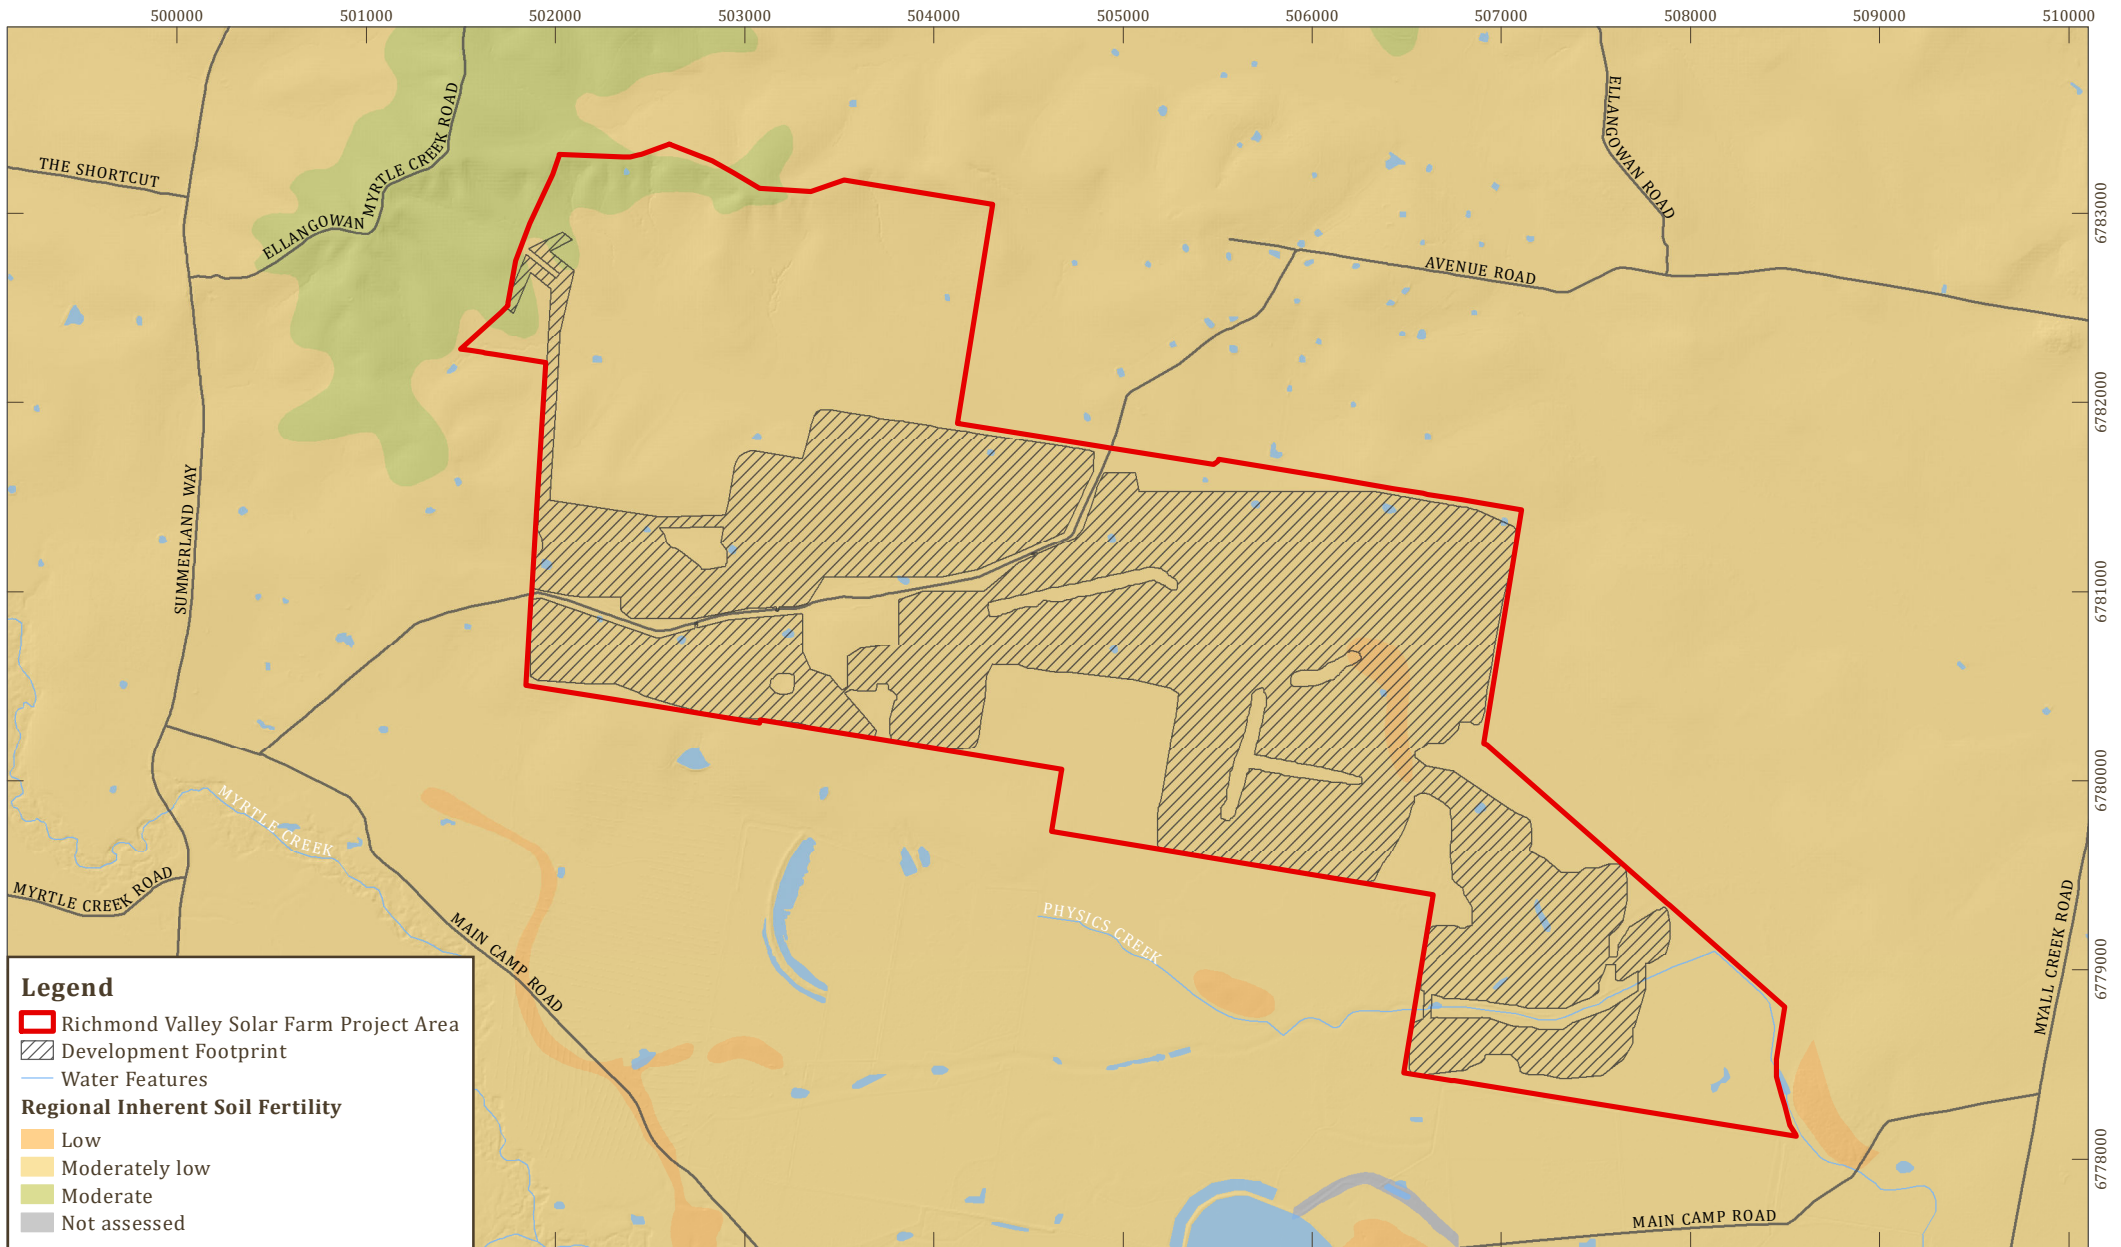 500000 501000 502000 503000 504000 505000 506000 507000 508000 509000 510000
THE SHORTCUT
MYRTLE CREEK ROAD
ELLANGOWAN
ELLANGOWAN ROAD
AVENUE ROAD
6783000
6782000
SUMMERLAND WAY
6781000
6780000
MYRTLE CREEK
MYRTLE CREEK ROAD
MAIN CAMP ROAD
PHYSICS CREEK
MYALL CREEK ROAD
6779000
6778000
MAIN CAMP ROAD
Legend
Richmond Valley Solar Farm Project Area
Development Footprint
Water Features
Regional Inherent Soil Fertility
Low
Moderately low
Moderate
Not assessed